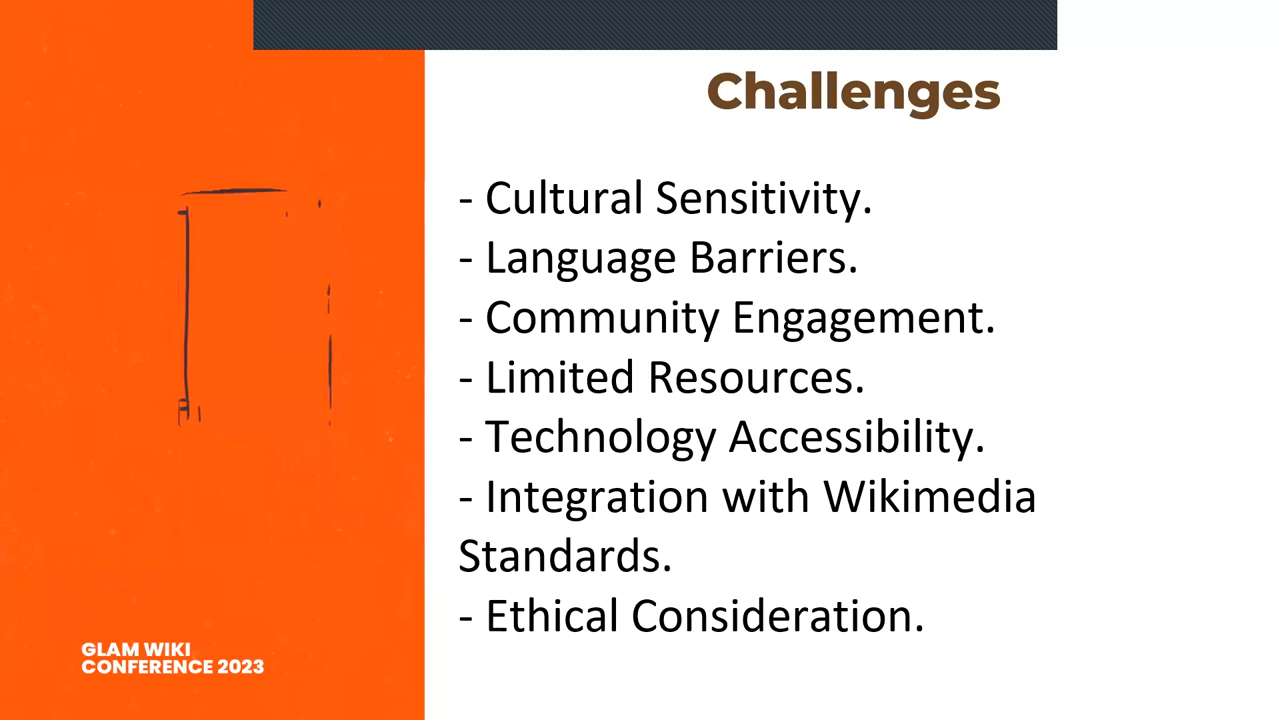 Challenges
- Cultural Sensitivity.
- Language Barriers.
- Community Engagement.
- Limited Resources.
- Technology Accessibility.
- Integration with Wikimedia
Standards.
- Ethical Consideration.
GLAM WIKI
CONFERENCE 2023